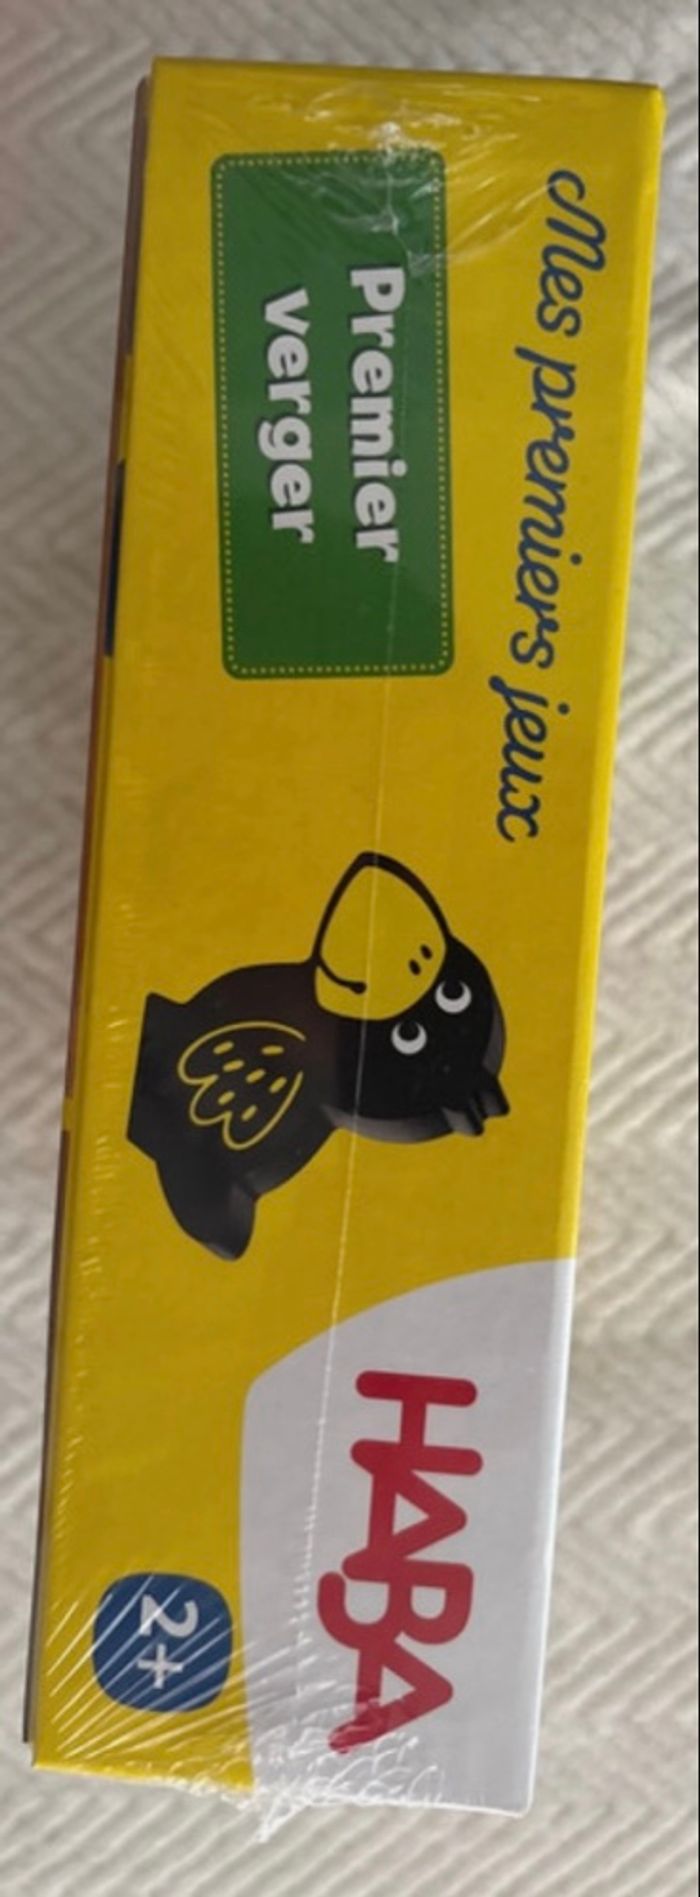 Mes premiers jeux
Premier
verger
HABA
2+